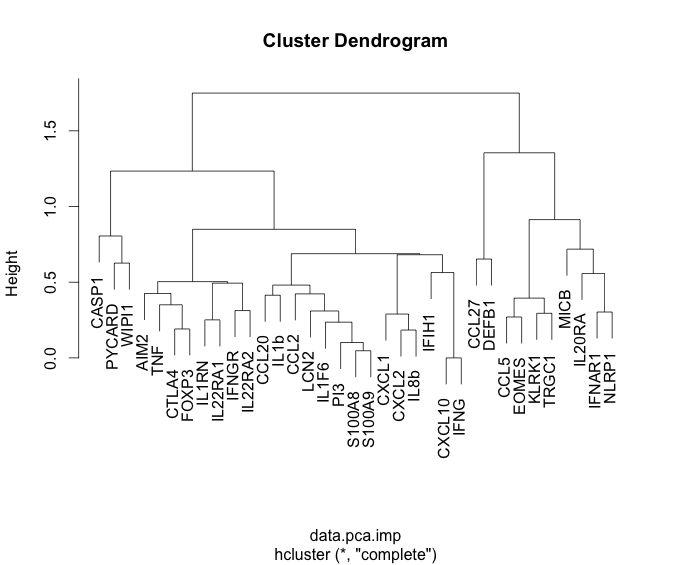 Cluster Dendrogram
Height
0.0
0.5
1.0
1.5
CASP1
PYCARD
WIPI1
AIM2
TNF
CTLA4
FOXP3
IL1RN
IL22RA1
IFNGR
IL22RA2
CCL20
IL1b
CCL2
LCN2
IL1F6
PI3
S100A8
S100A9
CXCL1
CXCL2
IL8b
IFIH1
CXCL10
IFNG
CCL27
DEFB1
CCL5
EOMES
KLRK1
TRGC1
MICB
IL20RA
IFNAR1
NLRP1
data.pca.imp
hcluster (*, "complete")